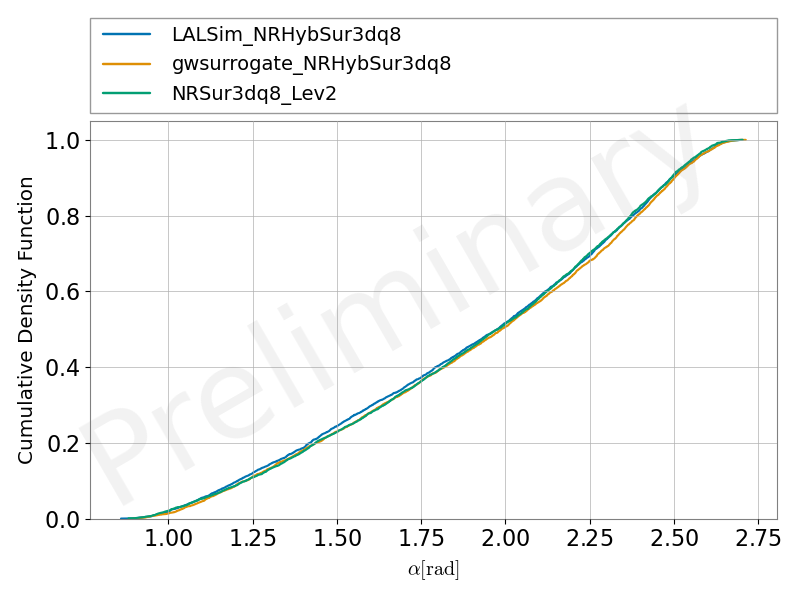 LALSim_NRHybSur3dq8
gwsurrogate_NRHybSur3dq8
NRSur3dq8_Lev2
Preliminary
Cumulative Density Function
1.0
0.8
0.6
0.4
0.2
0.0
1.00 1.25 1.50 1.75 2.00 2.25 2.50 2.75
α[rad]